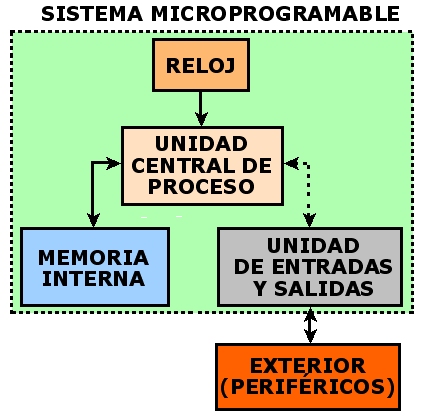 SISTEMA MICROPROGRAMABLE
RELOJ
UNIDAD
CENTRAL DE
PROCESO
MEMORIA
INTERNA
UNIDAD
DE ENTRADAS
Y SALIDAS
EXTERIOR
(PERIFÉRICOS)